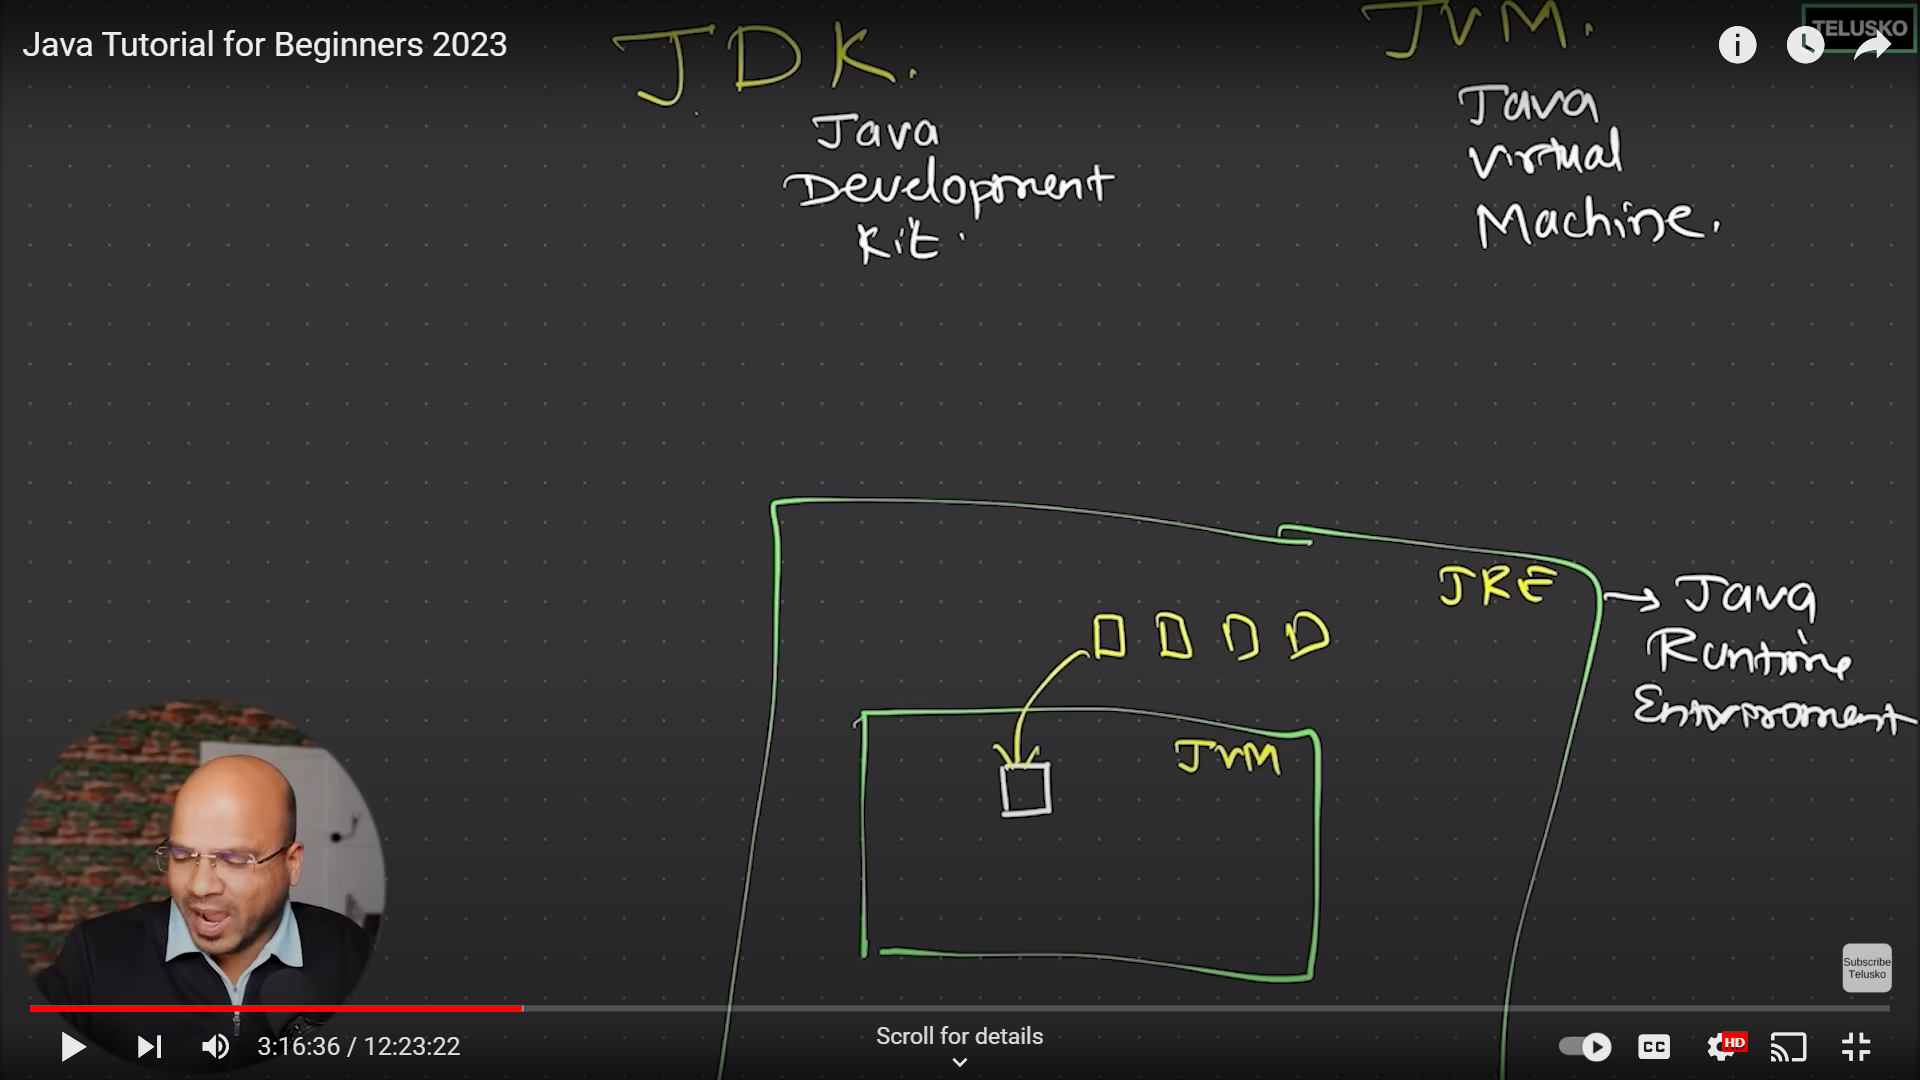 Java Tutorial for Beginners 2023
JDK.
JVM.
TELUSKO
Java
Development
Kit.
Java
Virtual
Machine.
JRE
Java
Runtime
JVM
Subscribe
Telusko
3:16:36 / 12:23:22
Scroll for details
CC
HD